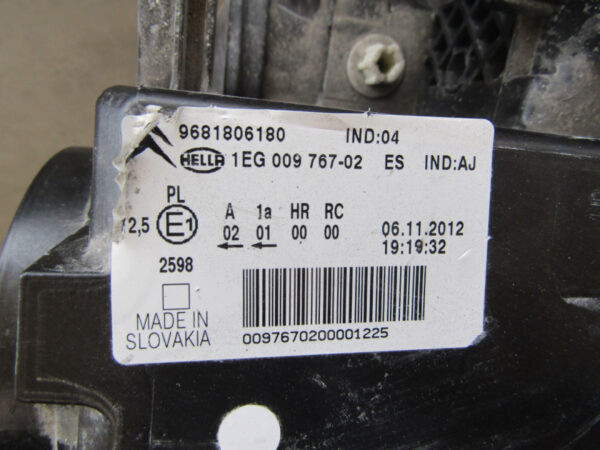 9681806180 IND:04
HELLA 1EG 009 767-02 ES IND:AJ
PL
A 1a HR RC
12,5 E1 02 01 00 00 06.11.2012
19:19:32
2598
MADE IN
SLOVAKIA
0097670200001225